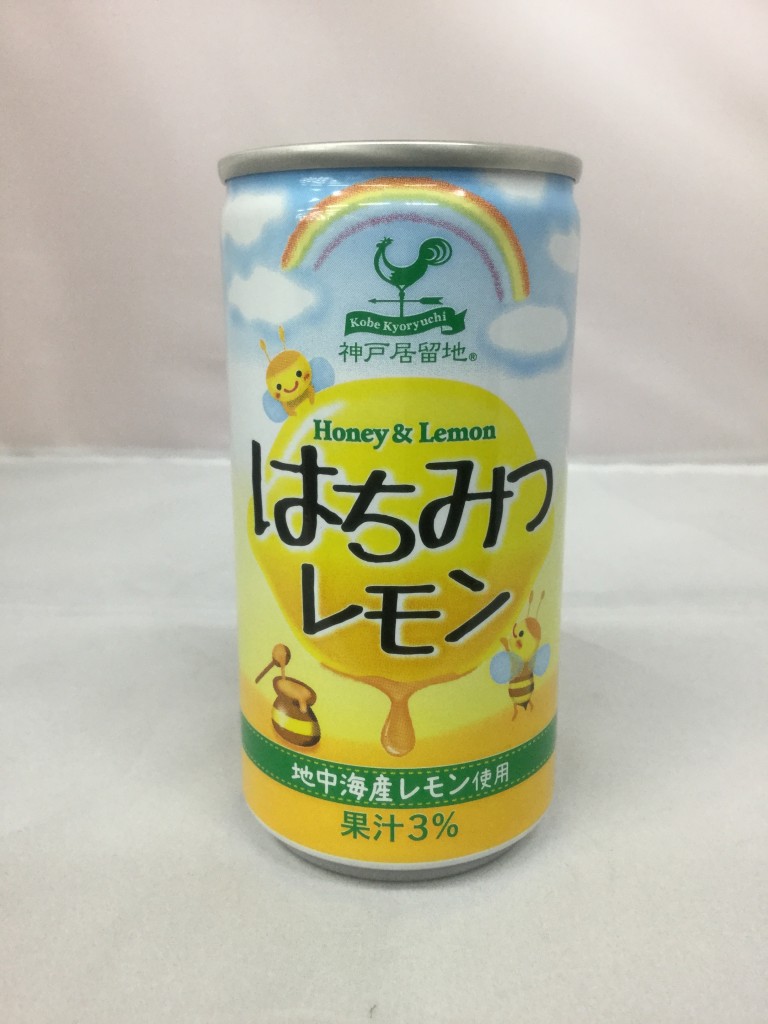 Kobe Kyoryuchi
神戸居留地®
Honey & Lemon
はちみつ
レモン
地中海産レモン使用
果汁3%